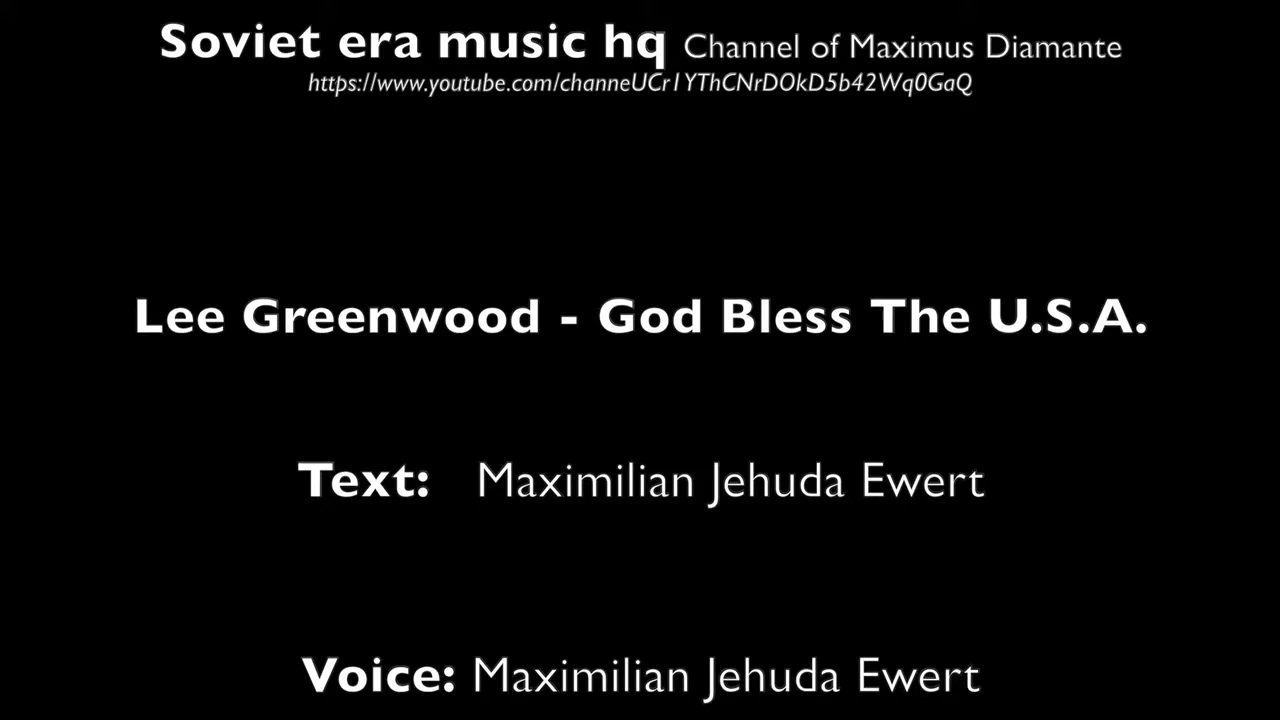 Soviet era music hq Channel of Maximus Diamante
https://www.youtube.com/channeUCr1YThCNrDOkD5b42Wq0GaQ
Lee Greenwood - God Bless The U.S.A.
Text: Maximilian Jehuda Ewert
Voice: Maximilian Jehuda Ewert